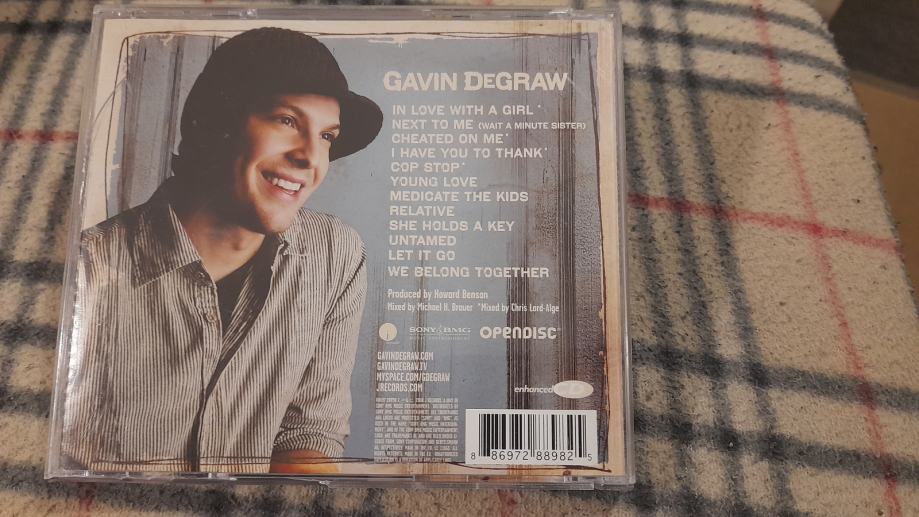 GAVIN DEGRAW
IN LOVE WITH A GIRL*
NEXT TO ME (WAIT A MINUTE SISTER)
CHEATED ON ME*
I HAVE YOU TO THANK*
COP STOP*
YOUNG LOVE
MEDICATE THE KIDS
RELATIVE
SHE HOLDS A KEY
UNTAMED
LET IT GO
WE BELONG TOGETHER
Produced by Howard Benson
Mixed by Michael H. Brauer *Mixed by Chris Lord-Alge
SONY BMG
MUSIC ENTERTAINMENT
OPENDISC
GAVINDEGRAW.COM
GAVINDEGRAW.TV
MYSPACE.COM/GDEGRAW
JRECORDS.COM
enhanced
8 86972 88982 5